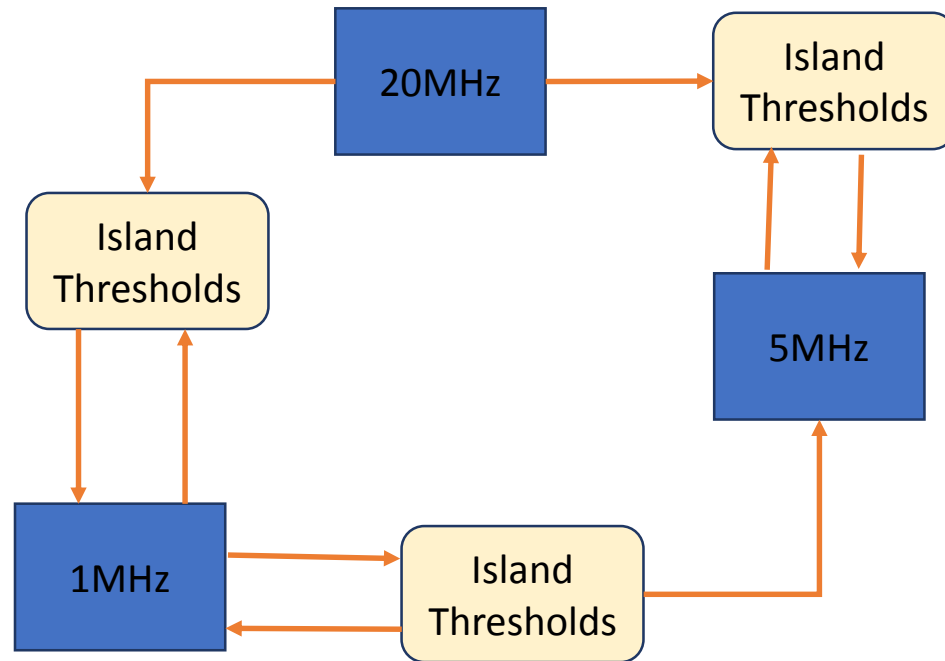 20MHz
Island
Thresholds
Island
Thresholds
5MHz
1MHz
Island
Thresholds